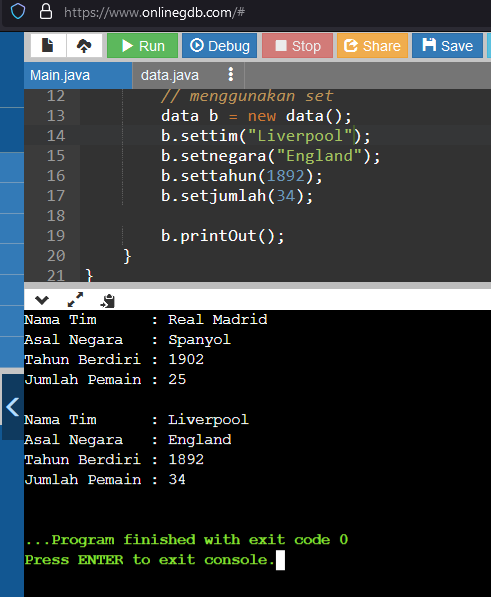 https://www.onlinegdb.com/#
Run Debug Stop Share Save
Main.java data.java
12 // menggunakan set
13 data b = new data();
14 b.settim("Liverpool");
15 b.setnegara("England");
16 b.settahun(1892);
17 b.setjumlah(34);
18
19 b.printOut();
20 }
21 }
Nama Tim : Real Madrid
Asal Negara : Spanyol
Tahun Berdiri : 1902
Jumlah Pemain : 25
Nama Tim : Liverpool
Asal Negara : England
Tahun Berdiri : 1892
Jumlah Pemain : 34
...Program finished with exit code 0
Press ENTER to exit console.